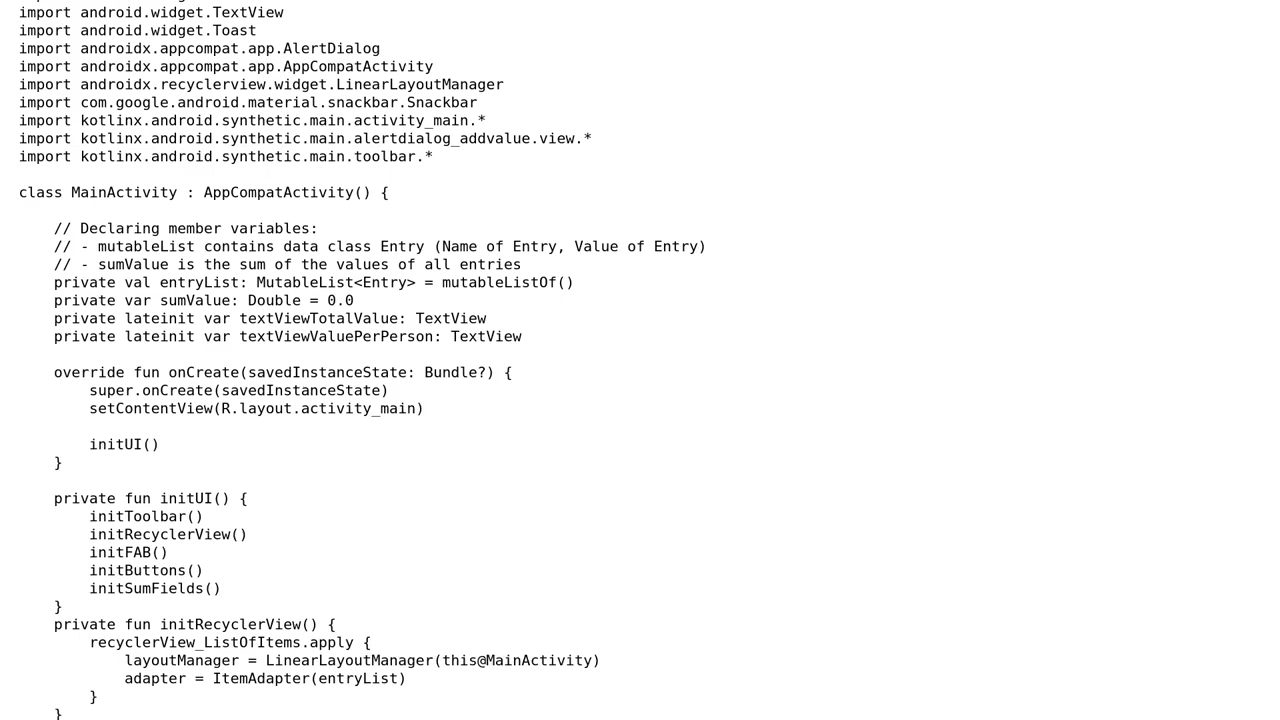 import android.widget.TextView
import android.widget.Toast
import androidx.appcompat.app.AlertDialog
import androidx.appcompat.app.AppCompatActivity
import androidx.recyclerview.widget.LinearLayoutManager
import com.google.android.material.snackbar.Snackbar
import kotlinx.android.synthetic.main.activity_main.*
import kotlinx.android.synthetic.main.alertdialog_addvalue.view.*
import kotlinx.android.synthetic.main.toolbar.*

class MainActivity : AppCompatActivity() {

    // Declaring member variables:
    // - mutableList contains data class Entry (Name of Entry, Value of Entry)
    // - sumValue is the sum of the values of all entries
    private val entryList: MutableList<Entry> = mutableListOf()
    private var sumValue: Double = 0.0
    private lateinit var textViewTotalValue: TextView
    private lateinit var textViewValuePerPerson: TextView

    override fun onCreate(savedInstanceState: Bundle?) {
        super.onCreate(savedInstanceState)
        setContentView(R.layout.activity_main)

        initUI()
    }

    private fun initUI() {
        initToolbar()
        initRecyclerView()
        initFAB()
        initButtons()
        initSumFields()
    }
    private fun initRecyclerView() {
        recyclerView_ListOfItems.apply {
            layoutManager = LinearLayoutManager(this@MainActivity)
            adapter = ItemAdapter(entryList)
        }
    }